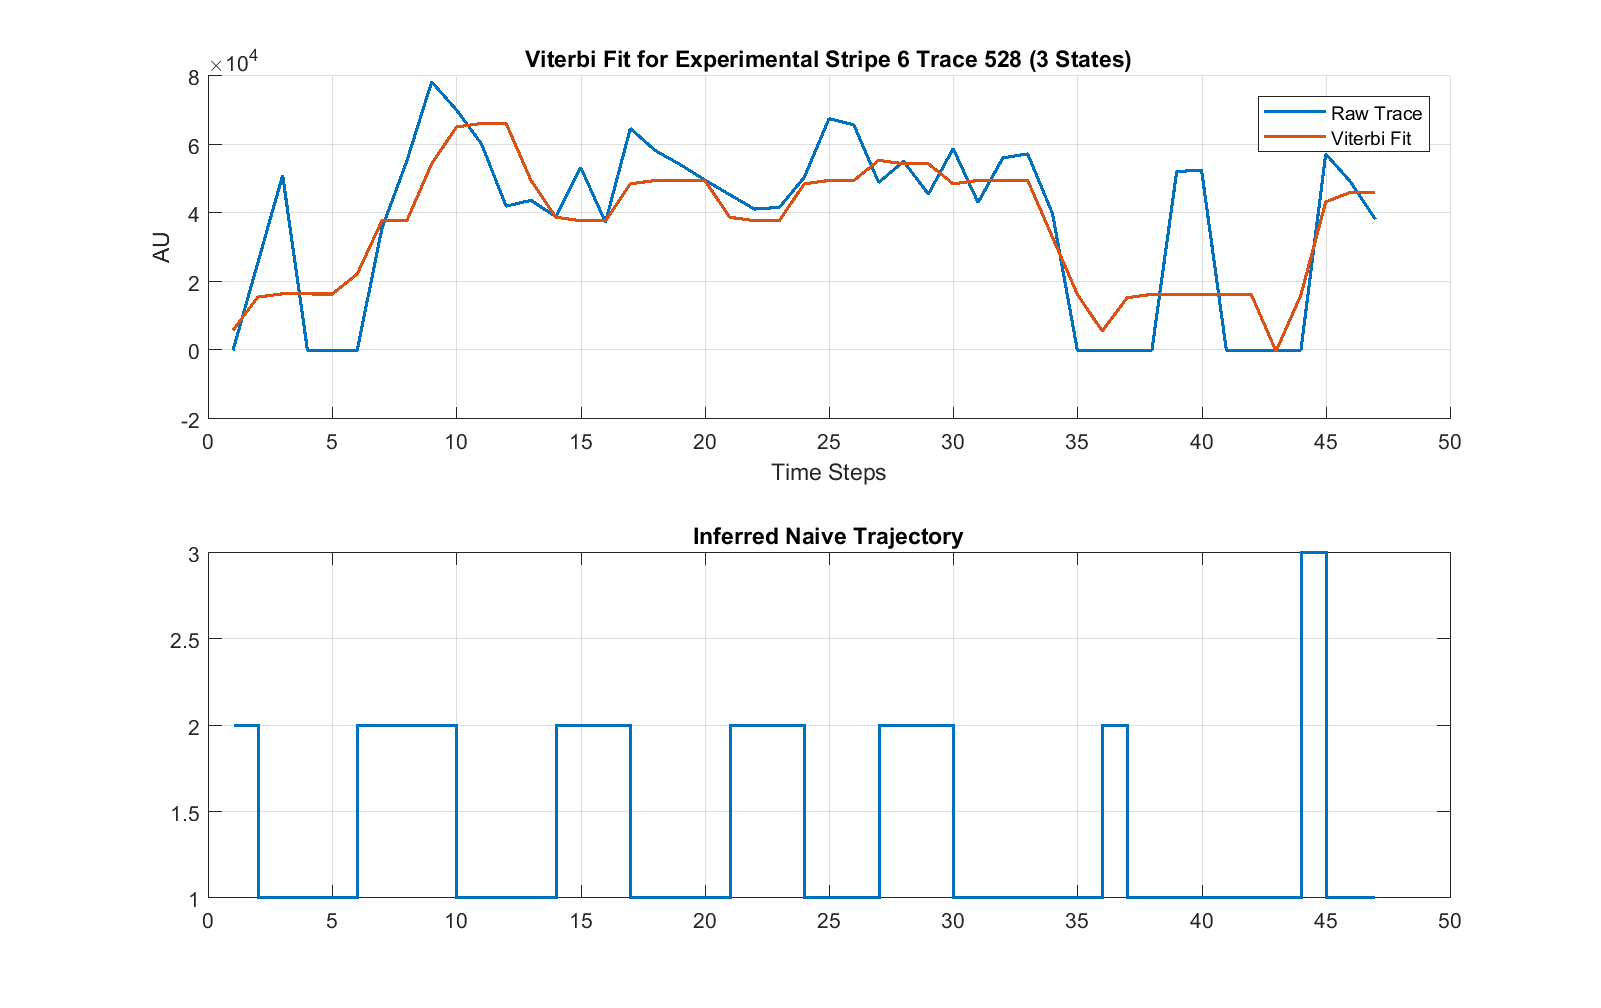 Viterbi Fit for Experimental Stripe 6 Trace 528 (3 States)
×10⁴
8
6
4
2
0
-2
AU
0 5 10 15 20 25 30 35 40 45 50
Time Steps
Raw Trace
Viterbi Fit
Inferred Naive Trajectory
3
2.5
2
1.5
1
0 5 10 15 20 25 30 35 40 45 50